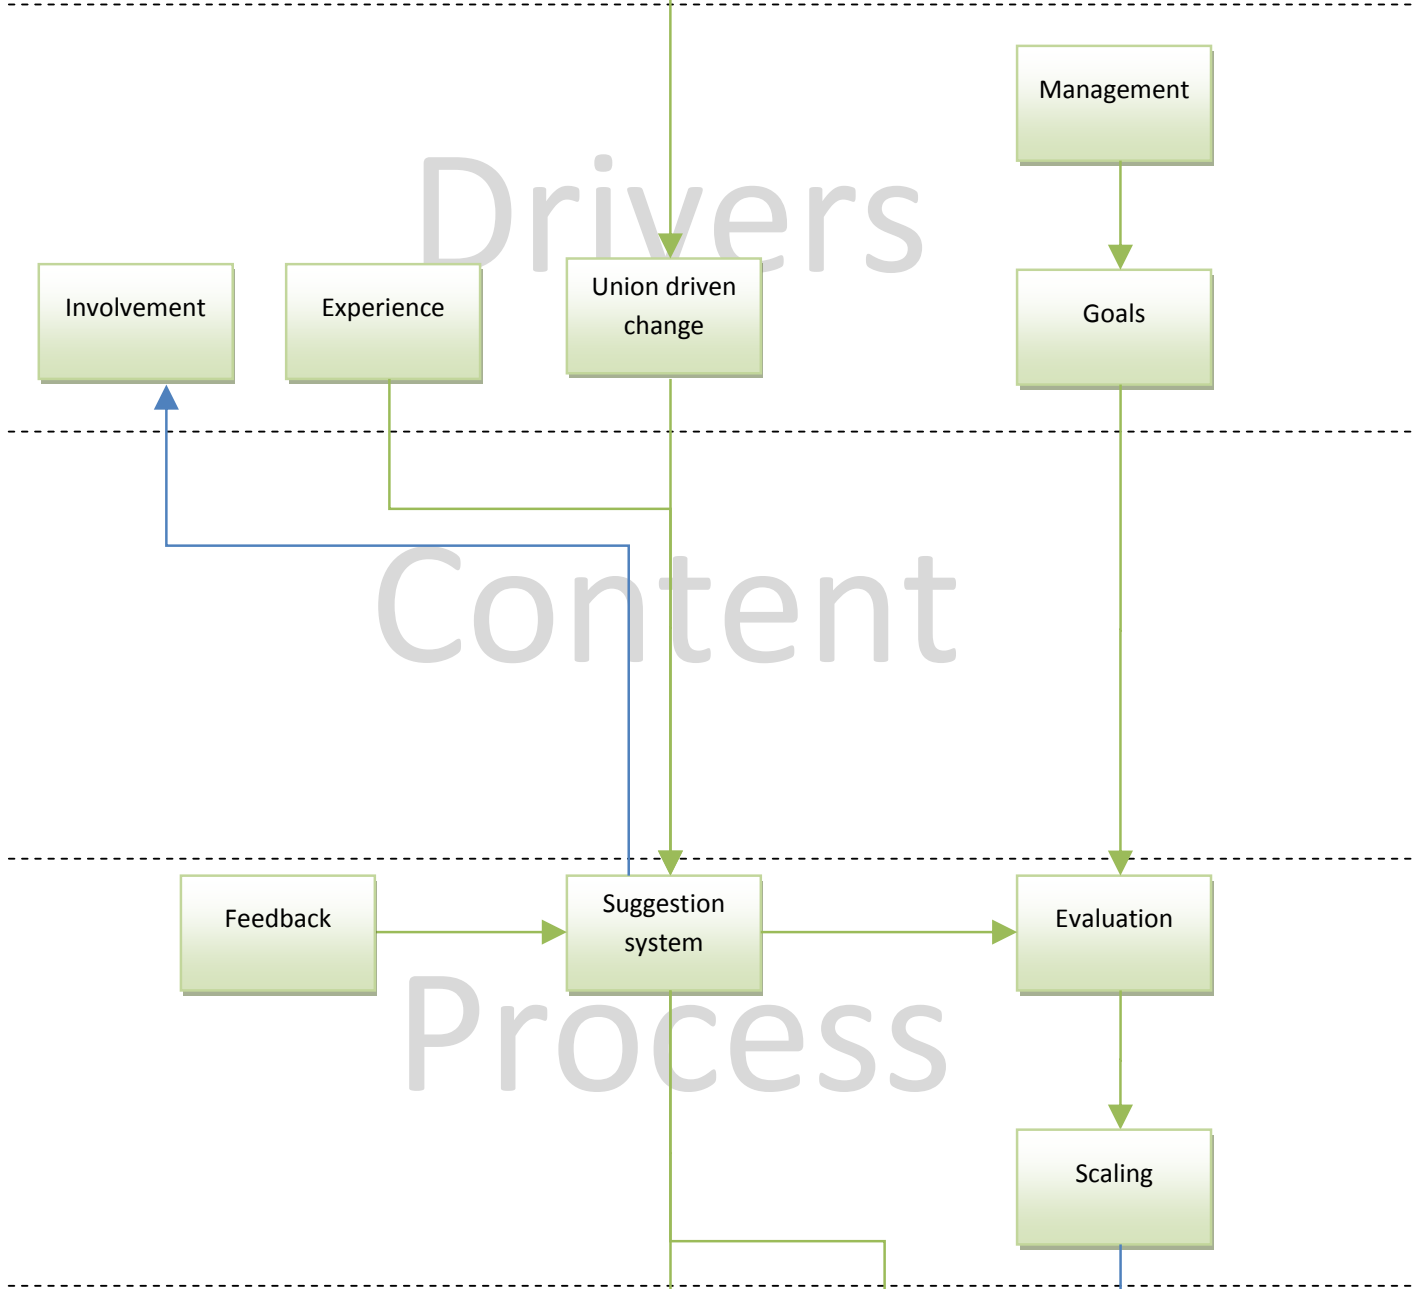 Management
Drivers
Involvement
Experience
Union driven
change
Goals
Content
Feedback
Suggestion
system
Evaluation
Process
Scaling